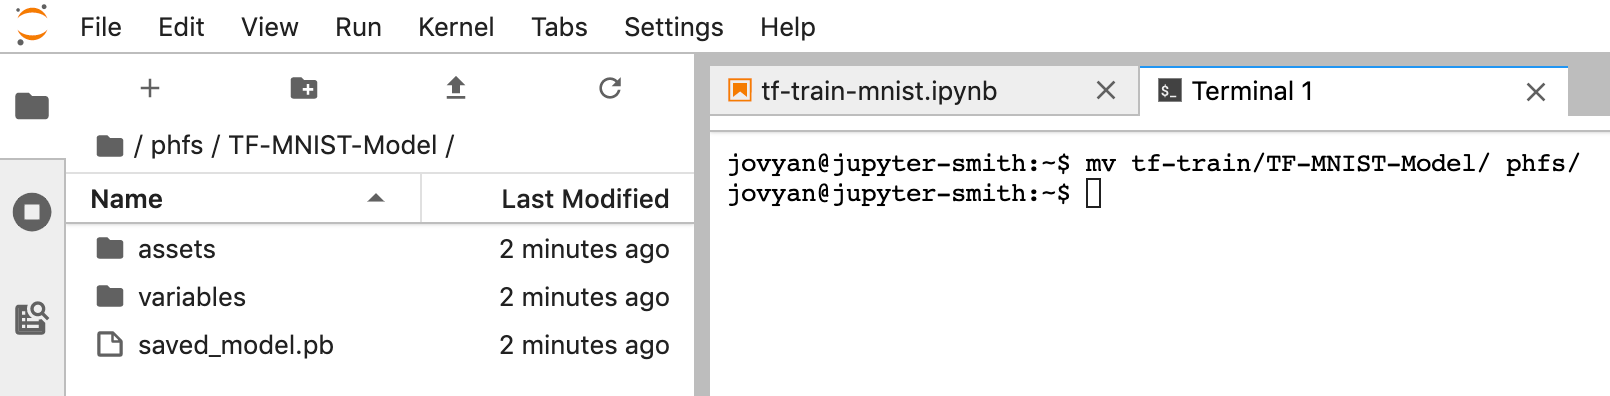 File Edit View Run Kernel Tabs Settings Help
/ phfs / TF-MNIST-Model /
Name Last Modified
assets 2 minutes ago
variables 2 minutes ago
saved_model.pb 2 minutes ago
tf-train-mnist.ipynb
$_ Terminal 1
jovyan@jupyter-smith:~$ mv tf-train/TF-MNIST-Model/ phfs/
jovyan@jupyter-smith:~$